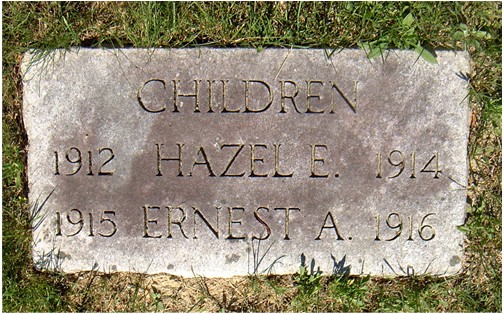 CHILDREN
1912 HAZEL E. 1914
1915 ERNEST A. 1916